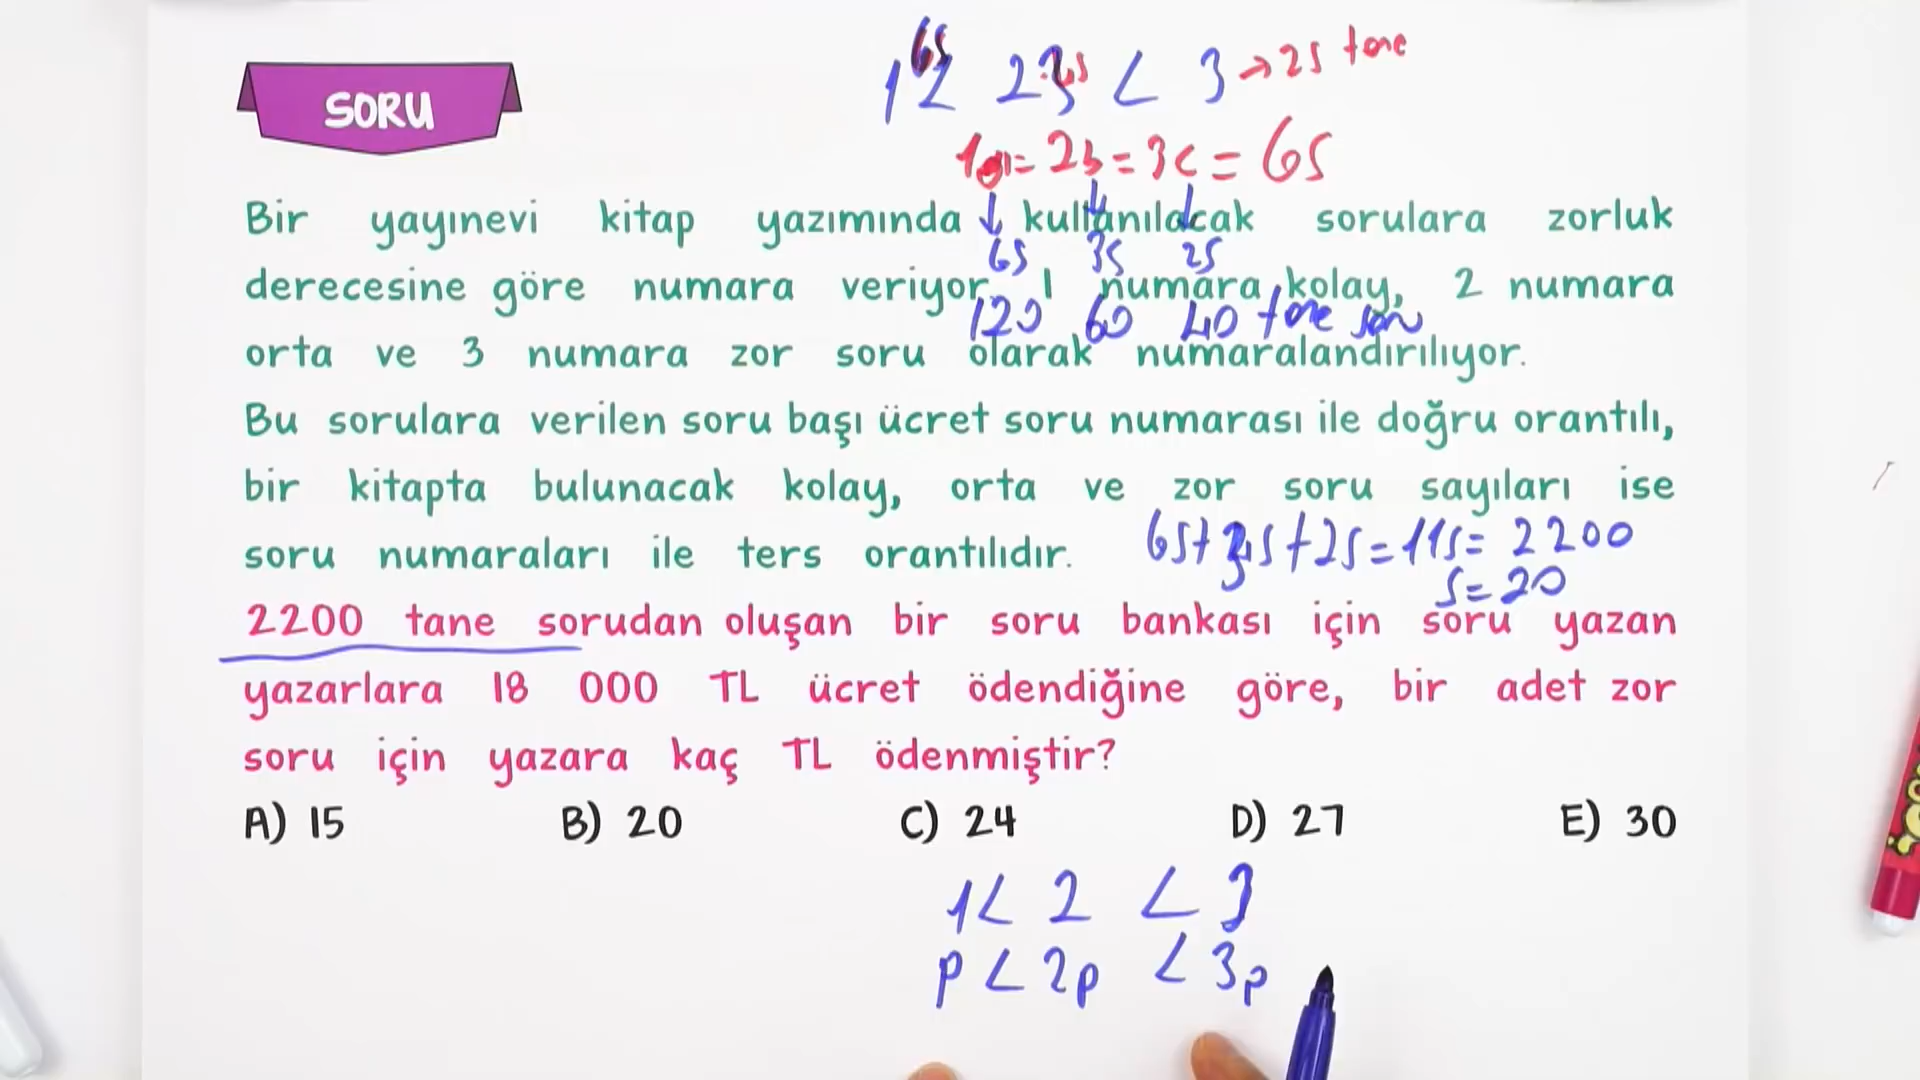 1 < 2 < 3 → 2s tane
SORU
= 2b = 3c = 6s
Bir yayınevi kitap yazımında kullanılacak sorulara zorluk
6s 3s 2s
derecesine göre numara veriyor. 1 numara kolay, 2 numara
120 60 40 tane soru
orta ve 3 numara zor soru olarak numaralandırılıyor.
Bu sorulara verilen soru başı ücret soru numarası ile doğru orantılı,
bir kitapta bulunacak kolay, orta ve zor soru sayıları ise
6s+3s+2s=11s=2200
soru numaraları ile ters orantılıdır.
s=20
2200 tane sorudan oluşan bir soru bankası için soru yazan
yazarlara 18 000 TL ücret ödendiğine göre, bir adet zor
soru için yazara kaç TL ödenmiştir?
A) 15 B) 20 C) 24 D) 27 E) 30
1 < 2 < 3
p < 2p < 3p